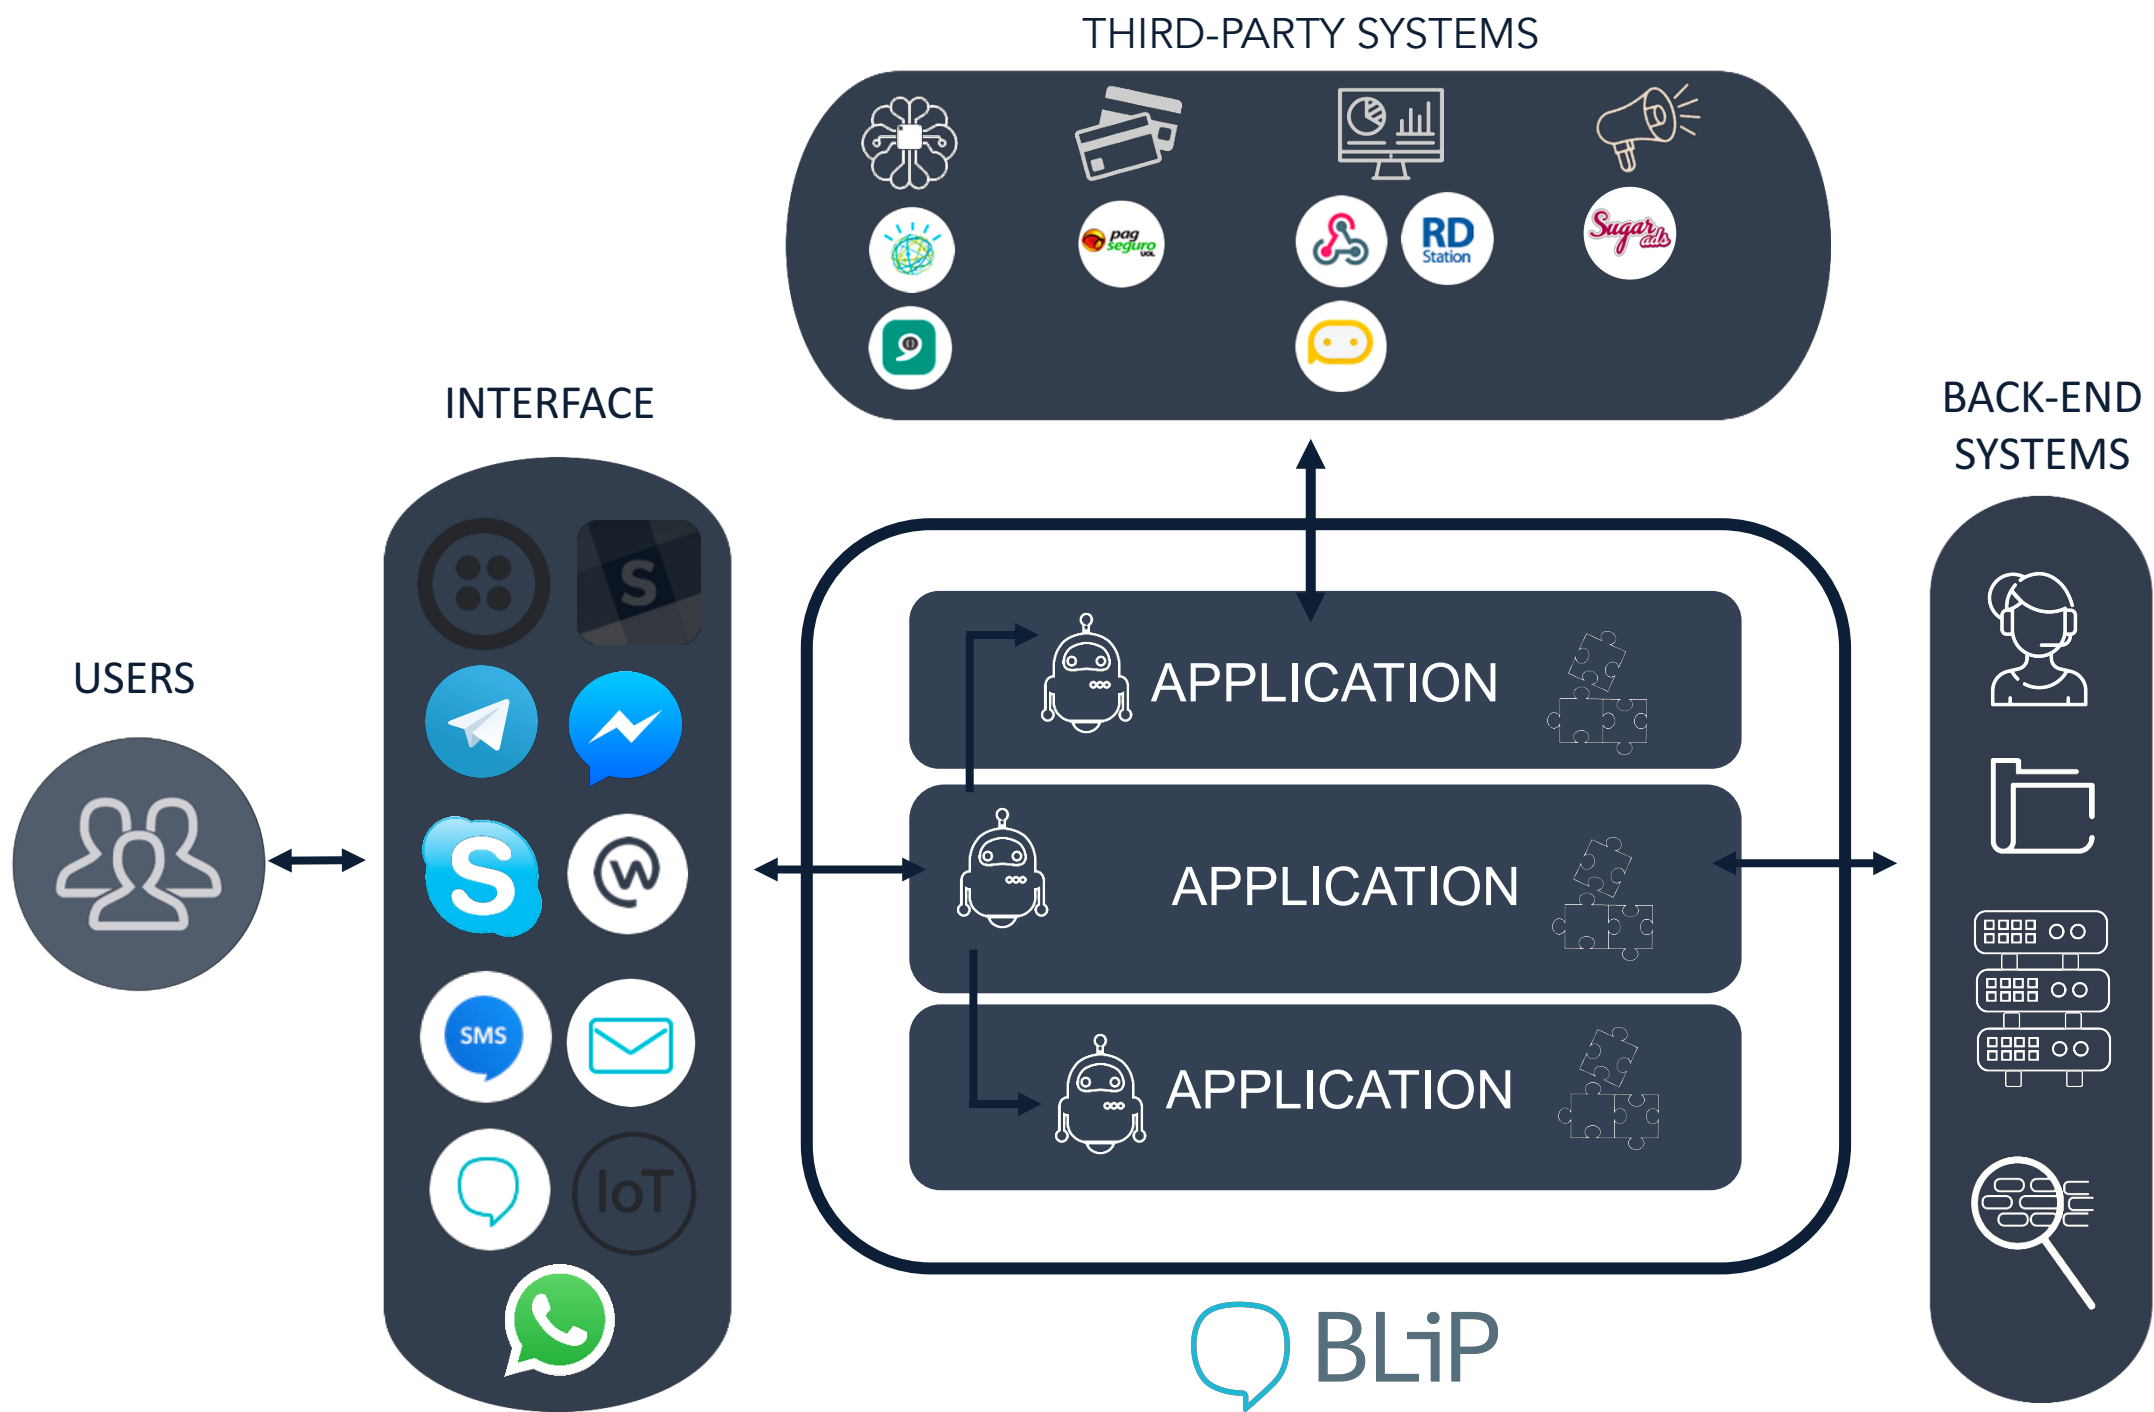 THIRD-PARTY SYSTEMS
pag
seguro
UOL
RD
Station
Sugar
ads
INTERFACE
BACK-END
SYSTEMS
S
USERS
APPLICATION
S
W
APPLICATION
SMS
APPLICATION
IoT
BLiP